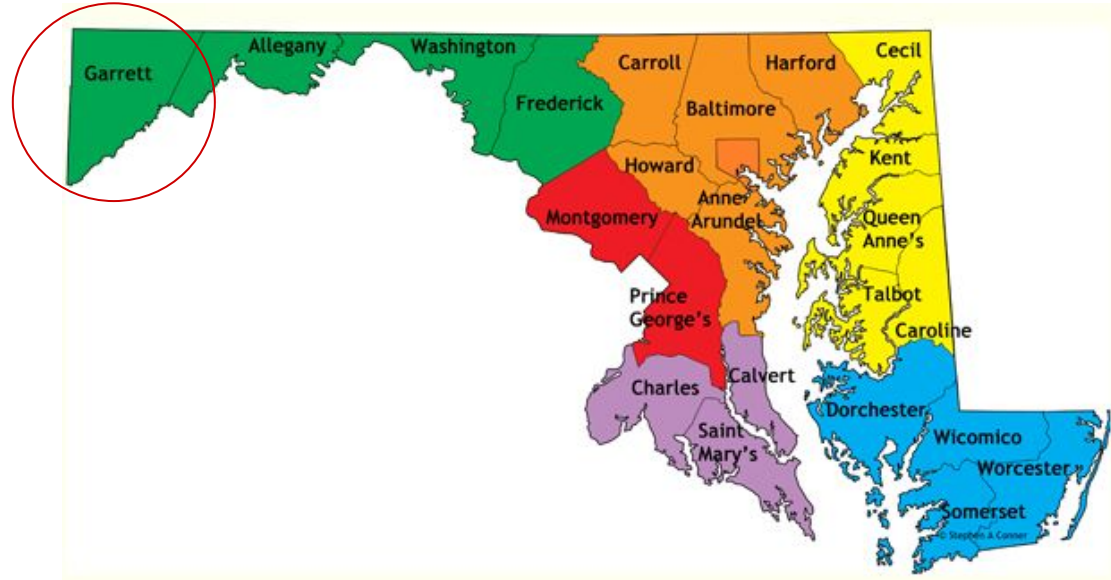 Garrett
Allegany
Washington
Frederick
Carroll
Baltimore
Harford
Cecil
Howard
Anne
Arundel
Kent
Queen
Anne's
Talbot
Caroline
Montgomery
Prince
George's
Charles
Calvert
Saint
Mary's
Dorchester
Wicomico
Worcester
Somerset
© Stephen A Conner